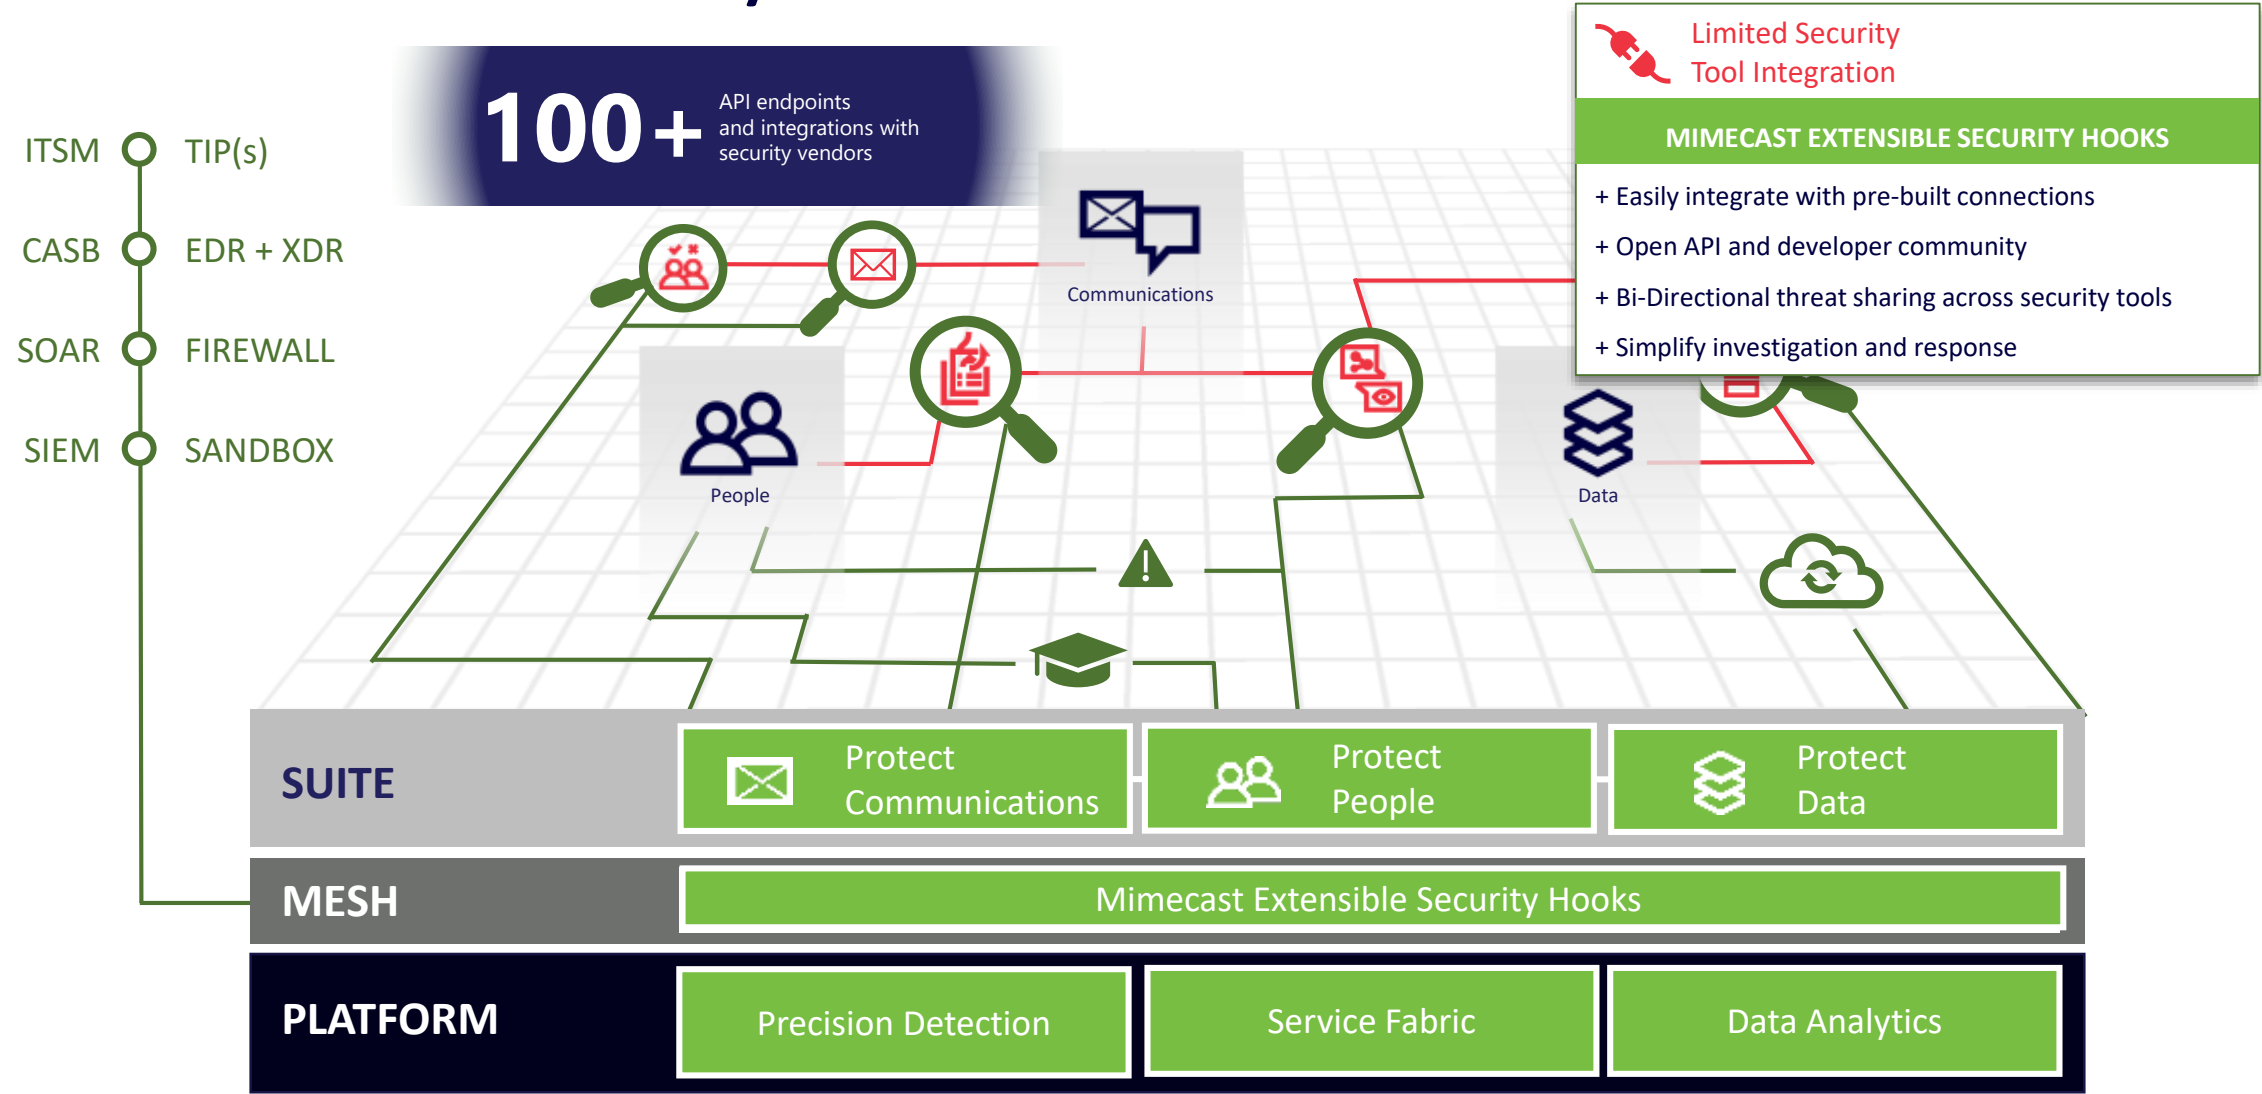 100+
API endpoints
and integrations with
security vendors
Limited Security
Tool Integration
MIMECAST EXTENSIBLE SECURITY HOOKS
+ Easily integrate with pre-built connections
+ Open API and developer community
+ Bi-Directional threat sharing across security tools
+ Simplify investigation and response
ITSM TIP(s)
CASB EDR + XDR
SOAR FIREWALL
SIEM SANDBOX
Communications
People
Data
SUITE
Protect
Communications
Protect
People
Protect
Data
MESH
Mimecast Extensible Security Hooks
PLATFORM
Precision Detection
Service Fabric
Data Analytics